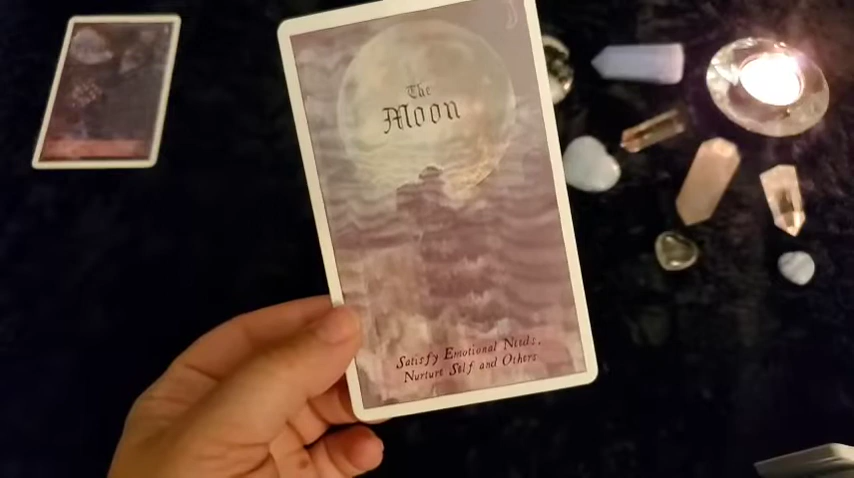 The
Moon
Satisfy Emotional Needs,
Nurture Self and Others